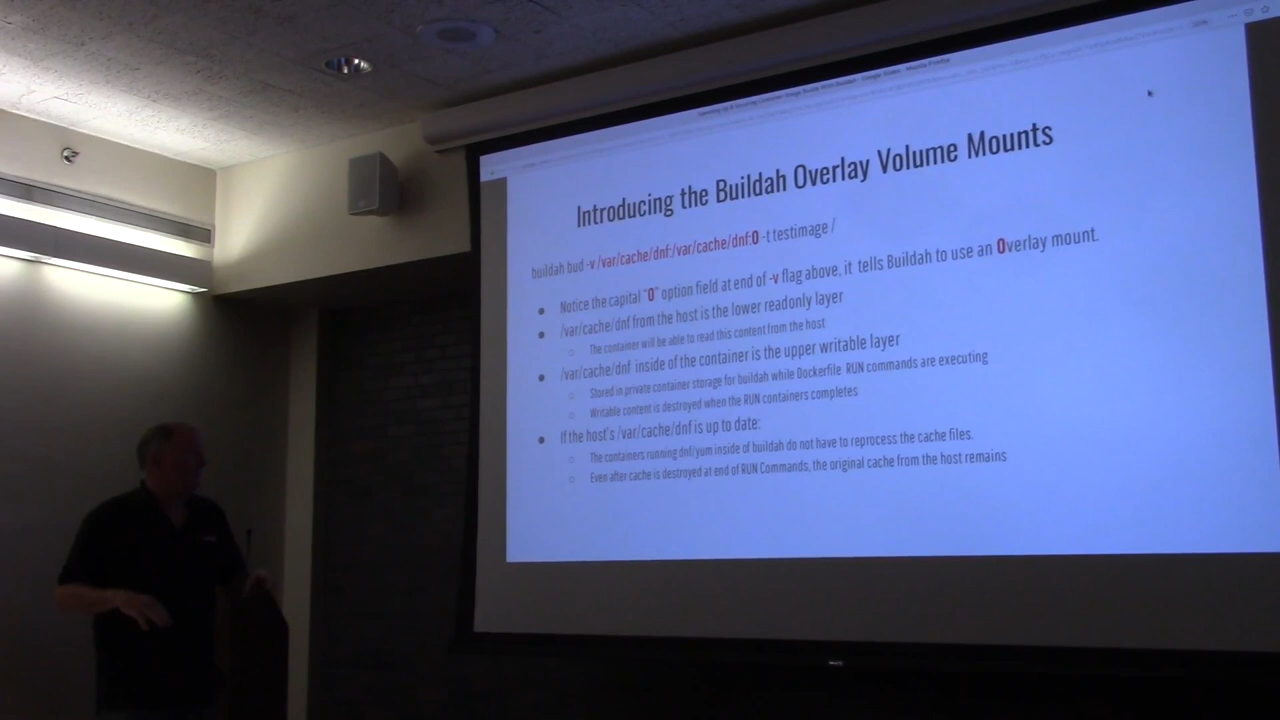 Introducing the Buildah Overlay Volume Mounts
buildah bud -v /var/cache/dnf:/var/cache/dnf:O -t testimage /
Notice the capital "O" option field at end of -v flag above, it tells Buildah to use an Overlay mount.
/var/cache/dnf from the host is the lower readonly layer
The container will be able to read this content from the host
/var/cache/dnf inside of the container is the upper writable layer
Stored in private container storage for buildah while Dockerfile RUN commands are executing
Writable content is destroyed when the RUN containers completes
If the host's /var/cache/dnf is up to date:
The containers running dnf/yum inside of buildah do not have to reprocess the cache files.
Even after cache is destroyed at end of RUN Commands, the original cache from the host remains